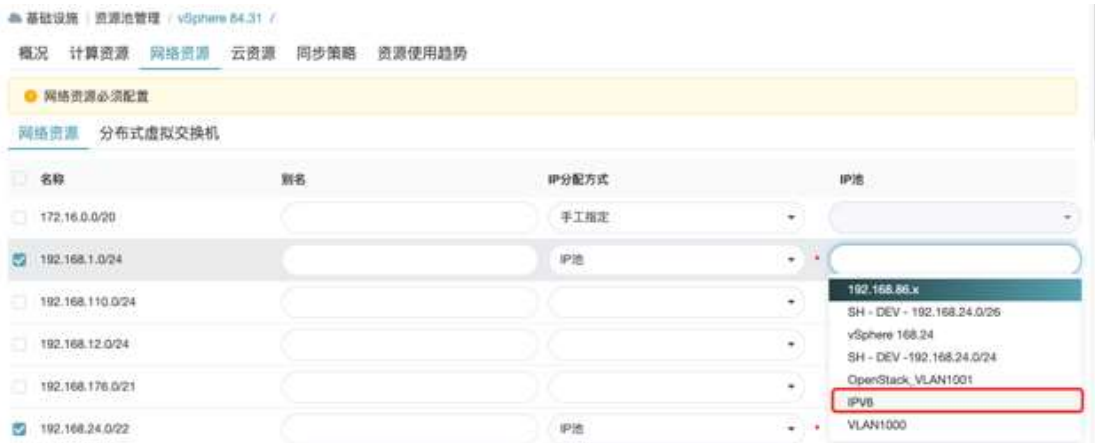 基础设施 | 资源池管理 / vSphere 84.31 /
概况 计算资源 网络资源 云资源 同步策略 资源使用趋势
网络资源必须配置
网络资源 分布式虚拟交换机
名称 别名 IP分配方式 IP池
172.16.0.0/20 手工指定
192.168.1.0/24 IP池 *
192.168.86.x
192.168.110.0/24
SH - DEV - 192.168.24.0/26
192.168.12.0/24
vSphere 168.24
SH - DEV -192.168.24.0/24
192.168.176.0/21
OpenStack_VLAN1001
IPV6
192.168.24.0/22 IP池 *
VLAN1000